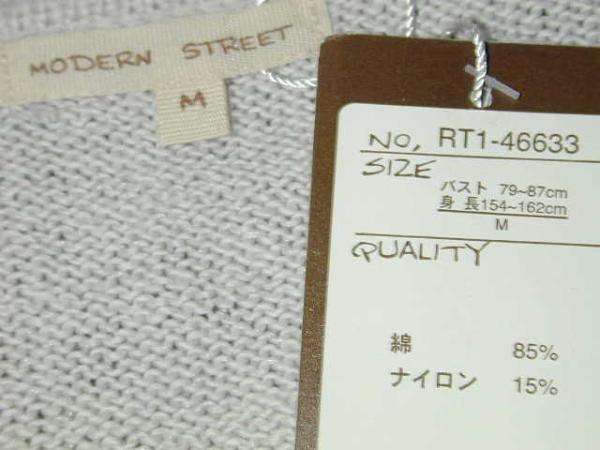 MODERN STREET
M
NO, RT1-46633
SIZE
バスト 79~87cm
身 長154~162cm
M
QUALITY
綿 85%
ナイロン 15%